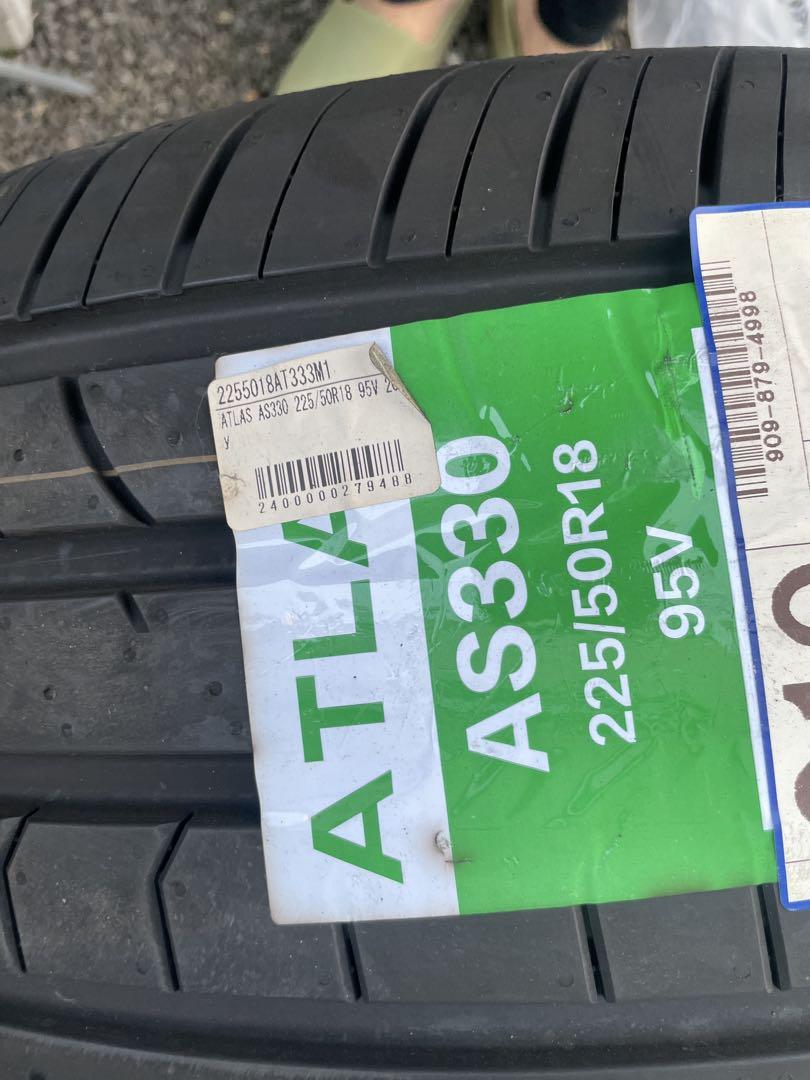 2255018AT333M1
ATLAS AS330 225/50R18 95V
y
2400000279488
ATLA
AS330
225/50R18
95V
909-879-4998